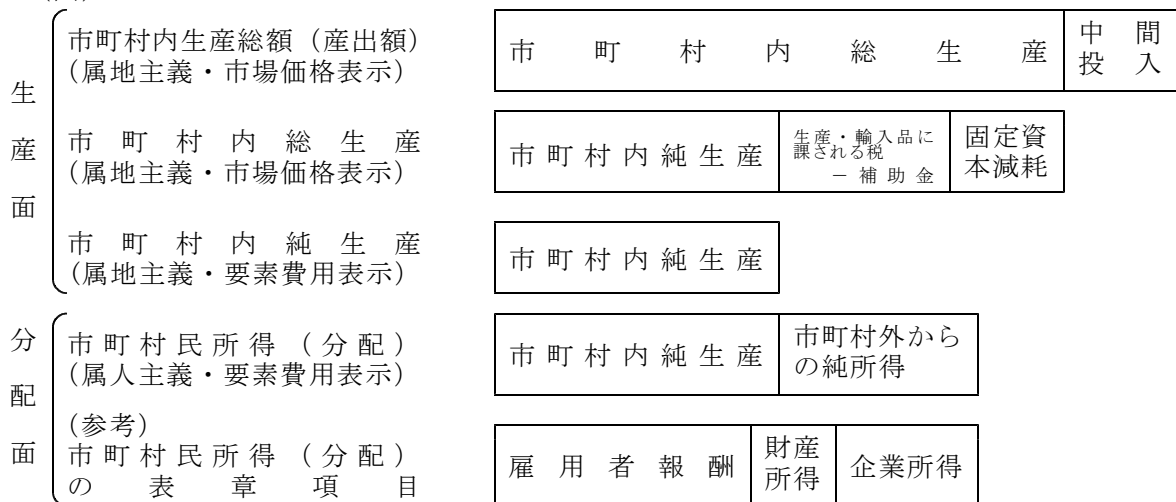 生産面
市町村内生産総額（産出額）
(属地主義・市場価格表示)
市町村内総生産
中間
投入
市町村内総生産
(属地主義・市場価格表示)
市町村内純生産
生産・輸入品に
課される税
－補助金
固定資
本減耗
市町村内純生産
(属地主義・要素費用表示)
市町村内純生産
分配面
市町村民所得（分配）
(属人主義・要素費用表示)
市町村内純生産
市町村外から
の純所得
(参考)
市町村民所得（分配）
の表章項目
雇用者報酬
財産
所得
企業所得